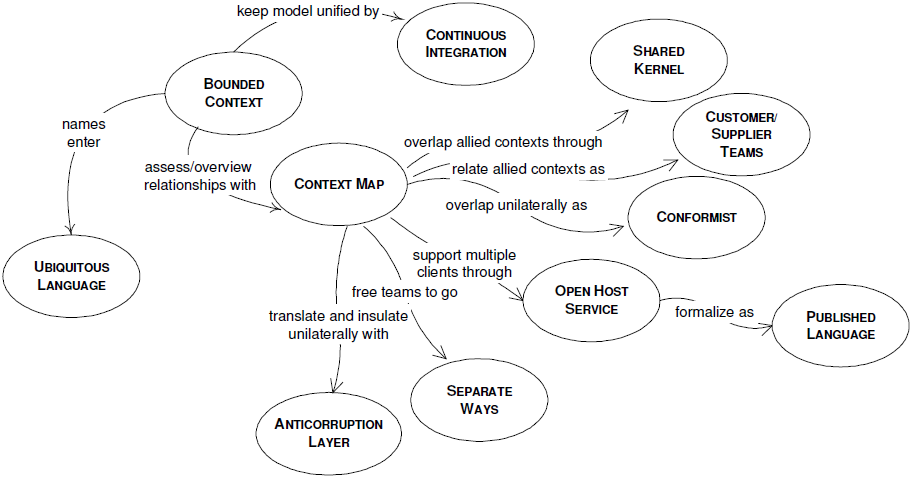 keep model unified by
CONTINUOUS
INTEGRATION
SHARED
KERNEL
BOUNDED
CONTEXT
CUSTOMER/
SUPPLIER
TEAMS
names
enter
overlap allied contexts through
assess/overview
relationships with
relate allied contexts as
CONTEXT MAP
overlap unilaterally as
CONFORMIST
UBIQUITOUS
LANGUAGE
support multiple
clients through
free teams to go
OPEN HOST
SERVICE
formalize as
PUBLISHED
LANGUAGE
translate and insulate
unilaterally with
SEPARATE
WAYS
ANTICORRUPTION
LAYER